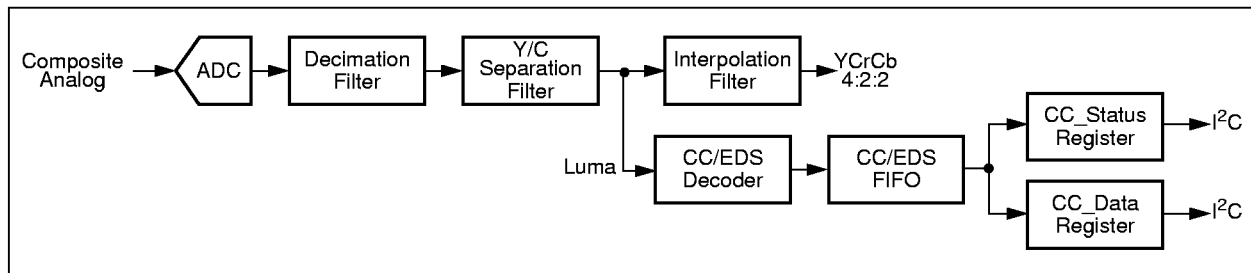 Composite
Analog
ADC
Decimation
Filter
Y/C
Separation
Filter
Interpolation
Filter
YCrCb
4:2:2
Luma
CC/EDS
Decoder
CC/EDS
FIFO
CC_Status
Register
I²C
CC_Data
Register
I²C